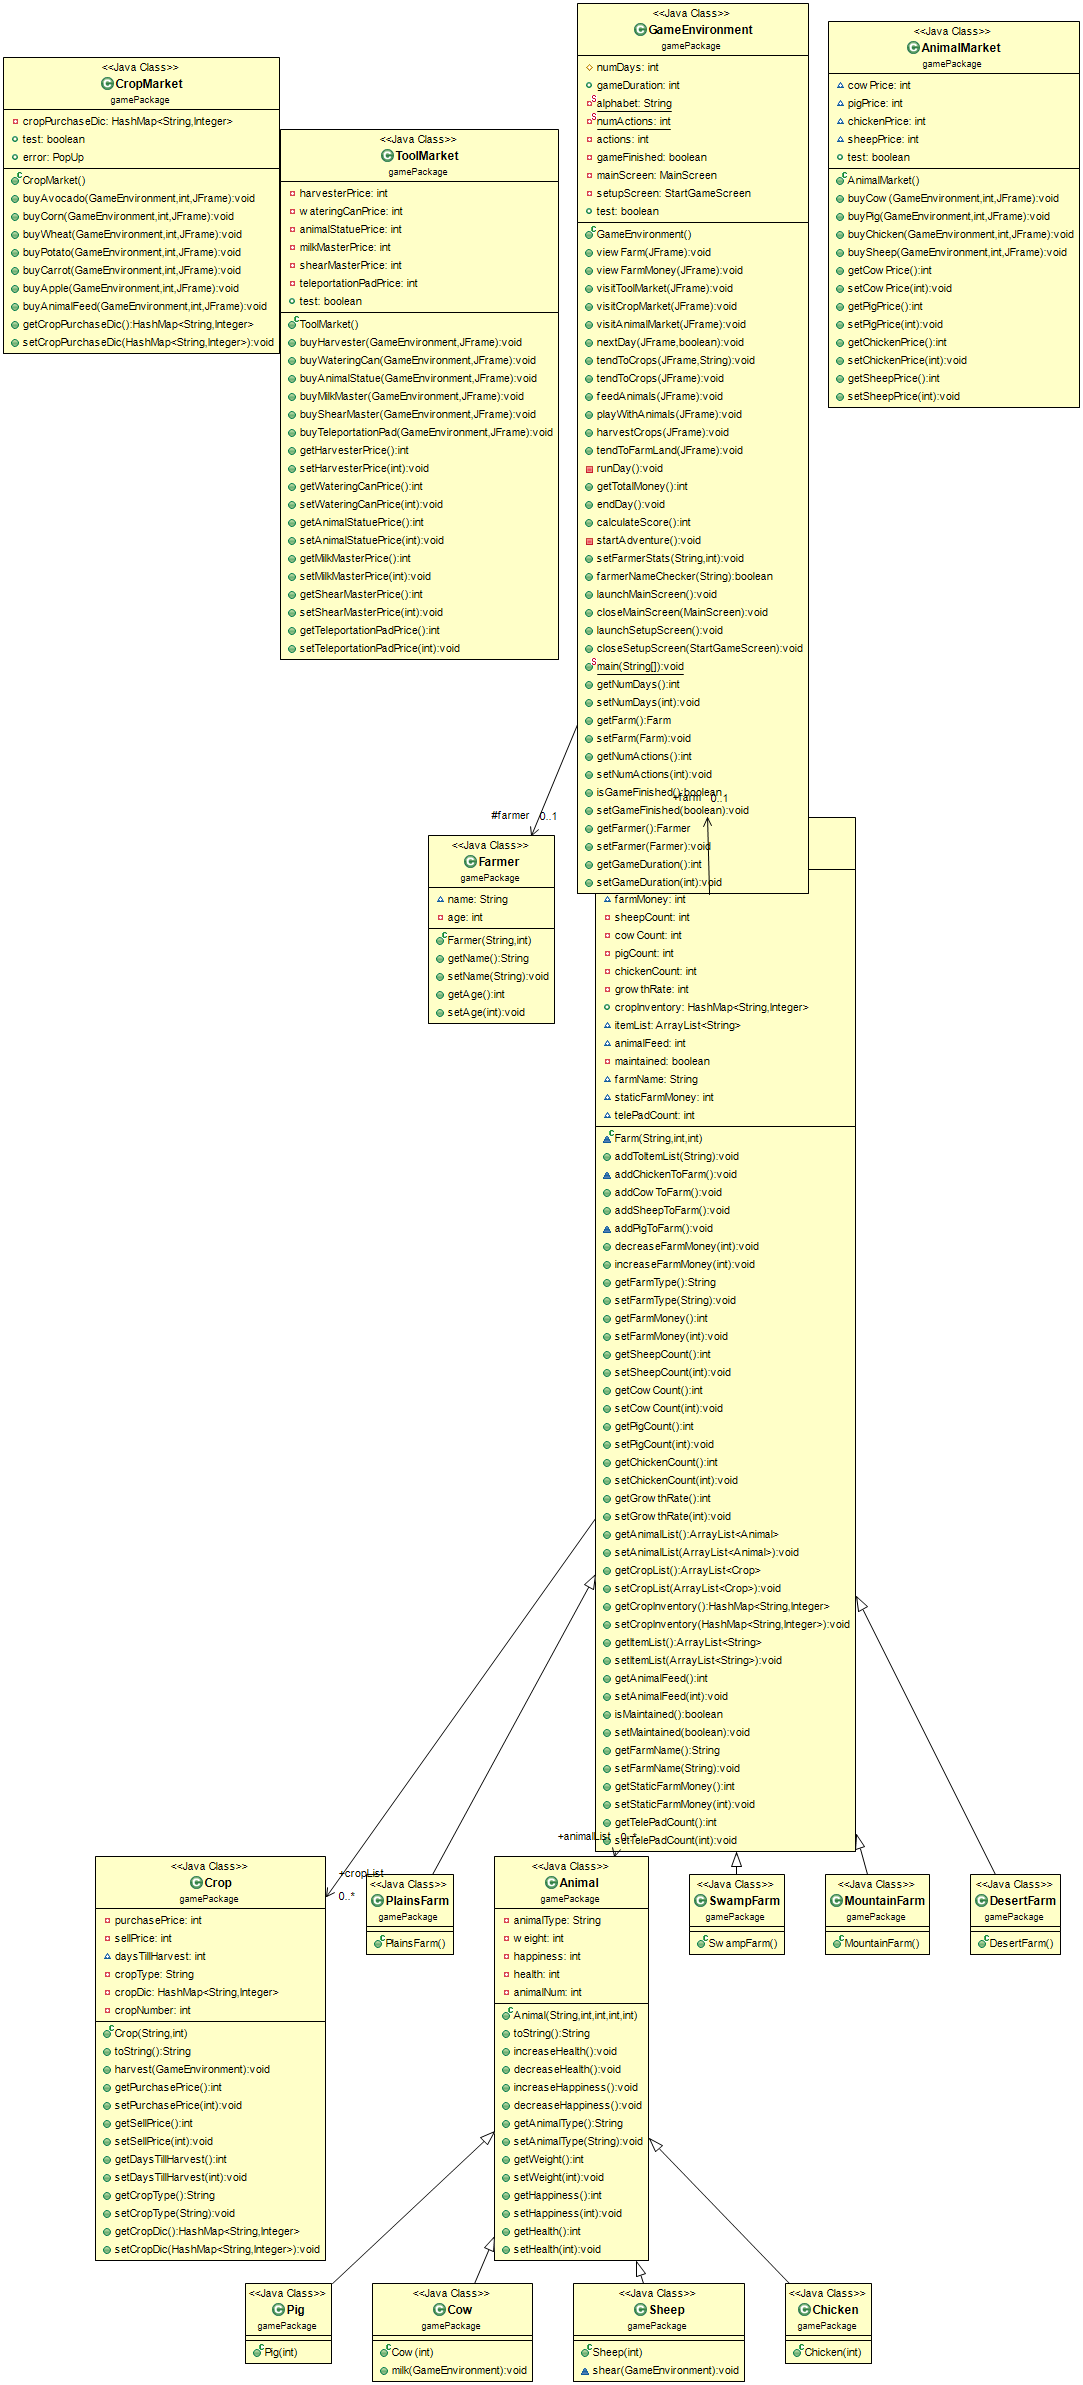 <<Java Class>>
GameEnvironment
gamePackage
numDays: int
gameDuration: int
alphabet: String
numActions: int
actions: int
gameFinished: boolean
mainScreen: MainScreen
setupScreen: StartGameScreen
test: boolean
GameEnvironment()
viewFarm(JFrame):void
viewFarmMoney(JFrame):void
visitToolMarket(JFrame):void
visitCropMarket(JFrame):void
visitAnimalMarket(JFrame):void
nextDay(JFrame,boolean):void
tendToCrops(JFrame,String):void
tendToCrops(JFrame):void
feedAnimals(JFrame):void
playWithAnimals(JFrame):void
harvestCrops(JFrame):void
tendToFarmLand(JFrame):void
runDay():void
getTotalMoney():int
endDay():void
calculateScore():int
startAdventure():void
setFarmerStats(String,int):void
farmerNameChecker(String):boolean
launchMainScreen():void
closeMainScreen(MainScreen):void
launchSetupScreen():void
closeSetupScreen(StartGameScreen):void
main(String[]):void
getNumDays():int
setNumDays(int):void
getFarm():Farm
setFarm(Farm):void
getNumActions():int
setNumActions(int):void
isGameFinished():boolean
setGameFinished(boolean):void
getFarmer():Farmer
setFarmer(Farmer):void
getGameDuration():int
setGameDuration(int):void
<<Java Class>>
AnimalMarket
gamePackage
cowPrice: int
pigPrice: int
chickenPrice: int
sheepPrice: int
test: boolean
AnimalMarket()
buyCow(GameEnvironment,int,JFrame):void
buyPig(GameEnvironment,int,JFrame):void
buyChicken(GameEnvironment,int,JFrame):void
buySheep(GameEnvironment,int,JFrame):void
getCowPrice():int
setCowPrice(int):void
getPigPrice():int
setPigPrice(int):void
getChickenPrice():int
setChickenPrice(int):void
getSheepPrice():int
setSheepPrice(int):void
<<Java Class>>
CropMarket
gamePackage
cropPurchaseDic: HashMap<String,Integer>
test: boolean
error: PopUp
CropMarket()
buyAvocado(GameEnvironment,int,JFrame):void
buyCorn(GameEnvironment,int,JFrame):void
buyWheat(GameEnvironment,int,JFrame):void
buyPotato(GameEnvironment,int,JFrame):void
buyCarrot(GameEnvironment,int,JFrame):void
buyApple(GameEnvironment,int,JFrame):void
buyAnimalFeed(GameEnvironment,int,JFrame):void
getCropPurchaseDic():HashMap<String,Integer>
setCropPurchaseDic(HashMap<String,Integer>):void
<<Java Class>>
ToolMarket
gamePackage
harvesterPrice: int
wateringCanPrice: int
animalStatuePrice: int
milkMasterPrice: int
shearMasterPrice: int
teleportationPadPrice: int
test: boolean
ToolMarket()
buyHarvester(GameEnvironment,JFrame):void
buyWateringCan(GameEnvironment,JFrame):void
buyAnimalStatue(GameEnvironment,JFrame):void
buyMilkMaster(GameEnvironment,JFrame):void
buyShearMaster(GameEnvironment,JFrame):void
buyTeleportationPad(GameEnvironment,JFrame):void
getHarvesterPrice():int
setHarvesterPrice(int):void
getWateringCanPrice():int
setWateringCanPrice(int):void
getAnimalStatuePrice():int
setAnimalStatuePrice(int):void
getMilkMasterPrice():int
setMilkMasterPrice(int):void
getShearMasterPrice():int
setShearMasterPrice(int):void
getTeleportationPadPrice():int
setTeleportationPadPrice(int):void
#farmer 0..1
+farm 0..1
<<Java Class>>
Farmer
gamePackage
name: String
age: int
Farmer(String,int)
getName():String
setName(String):void
getAge():int
setAge(int):void
farmMoney: int
sheepCount: int
cowCount: int
pigCount: int
chickenCount: int
growthRate: int
cropInventory: HashMap<String,Integer>
itemList: ArrayList<String>
animalFeed: int
maintained: boolean
farmName: String
staticFarmMoney: int
telePadCount: int
Farm(String,int,int)
addToItemList(String):void
addChickenToFarm():void
addCowToFarm():void
addSheepToFarm():void
addPigToFarm():void
decreaseFarmMoney(int):void
increaseFarmMoney(int):void
getFarmType():String
setFarmType(String):void
getFarmMoney():int
setFarmMoney(int):void
getSheepCount():int
setSheepCount(int):void
getCowCount():int
setCowCount(int):void
getPigCount():int
setPigCount(int):void
getChickenCount():int
setChickenCount(int):void
getGrowthRate():int
setGrowthRate(int):void
getAnimalList():ArrayList<Animal>
setAnimalList(ArrayList<Animal>):void
getCropList():ArrayList<Crop>
setCropList(ArrayList<Crop>):void
getCropInventory():HashMap<String,Integer>
setCropInventory(HashMap<String,Integer>):void
getItemList():ArrayList<String>
setItemList(ArrayList<String>):void
getAnimalFeed():int
setAnimalFeed(int):void
isMaintained():boolean
setMaintained(boolean):void
getFarmName():String
setFarmName(String):void
getStaticFarmMoney():int
setStaticFarmMoney(int):void
getTelePadCount():int
setTelePadCount(int):void
+animalList 0..*
+cropList
0..*
<<Java Class>>
Crop
gamePackage
purchasePrice: int
sellPrice: int
daysTillHarvest: int
cropType: String
cropDic: HashMap<String,Integer>
cropNumber: int
Crop(String,int)
toString():String
harvest(GameEnvironment):void
getPurchasePrice():int
setPurchasePrice(int):void
getSellPrice():int
setSellPrice(int):void
getDaysTillHarvest():int
setDaysTillHarvest(int):void
getCropType():String
setCropType(String):void
getCropDic():HashMap<String,Integer>
setCropDic(HashMap<String,Integer>):void
<<Java Class>>
PlainsFarm
gamePackage
PlainsFarm()
<<Java Class>>
Animal
gamePackage
animalType: String
weight: int
happiness: int
health: int
animalNum: int
Animal(String,int,int,int,int)
toString():String
increaseHealth():void
decreaseHealth():void
increaseHappiness():void
decreaseHappiness():void
getAnimalType():String
setAnimalType(String):void
getWeight():int
setWeight(int):void
getHappiness():int
setHappiness(int):void
getHealth():int
setHealth(int):void
<<Java Class>>
SwampFarm
gamePackage
SwampFarm()
<<Java Class>>
MountainFarm
gamePackage
MountainFarm()
<<Java Class>>
DesertFarm
gamePackage
DesertFarm()
<<Java Class>>
Pig
gamePackage
Pig(int)
<<Java Class>>
Cow
gamePackage
Cow(int)
milk(GameEnvironment):void
<<Java Class>>
Sheep
gamePackage
Sheep(int)
shear(GameEnvironment):void
<<Java Class>>
Chicken
gamePackage
Chicken(int)